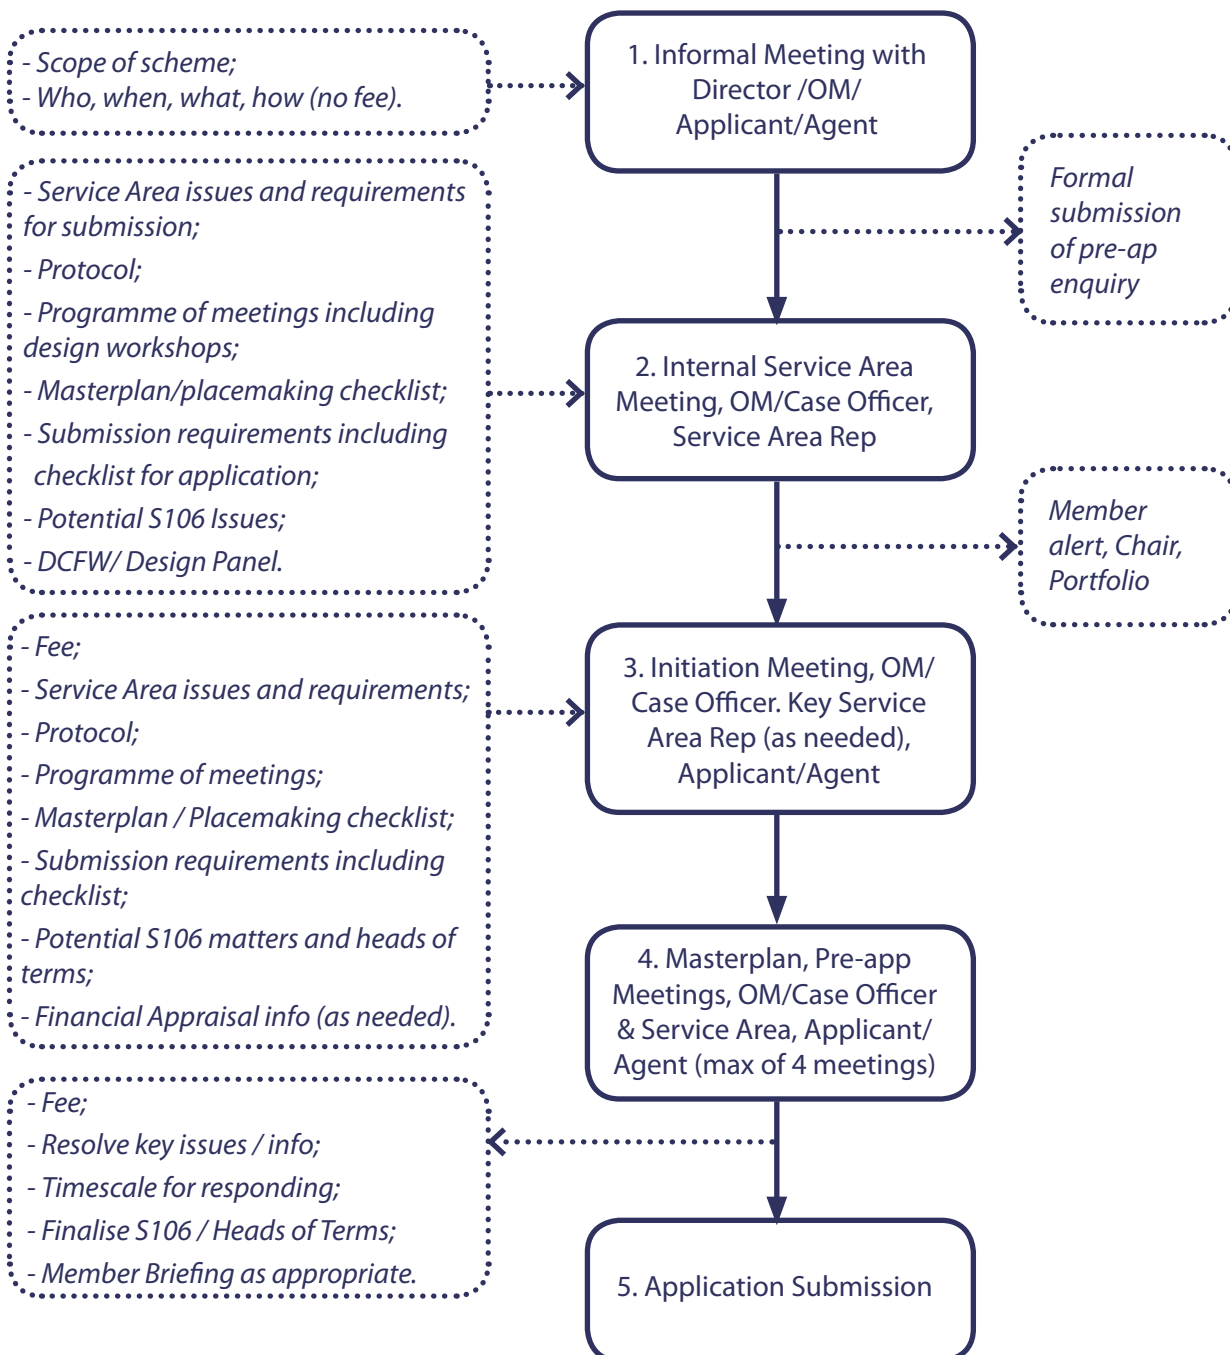 - Scope of scheme;
- Who, when, what, how (no fee).
1. Informal Meeting with
Director /OM/
Applicant/Agent
Formal
submission
of pre-ap
enquiry
- Service Area issues and requirements
for submission;
- Protocol;
- Programme of meetings including
design workshops;
- Masterplan/placemaking checklist;
- Submission requirements including
checklist for application;
- Potential S106 Issues;
- DCFW/ Design Panel.
2. Internal Service Area
Meeting, OM/Case Officer,
Service Area Rep
Member
alert, Chair,
Portfolio
- Fee;
- Service Area issues and requirements;
- Protocol;
- Programme of meetings;
- Masterplan / Placemaking checklist;
- Submission requirements including
checklist;
- Potential S106 matters and heads of
terms;
- Financial Appraisal info (as needed).
3. Initiation Meeting, OM/
Case Officer. Key Service
Area Rep (as needed),
Applicant/Agent
4. Masterplan, Pre-app
Meetings, OM/Case Officer
& Service Area, Applicant/
Agent (max of 4 meetings)
- Fee;
- Resolve key issues / info;
- Timescale for responding;
- Finalise S106 / Heads of Terms;
- Member Briefing as appropriate.
5. Application Submission